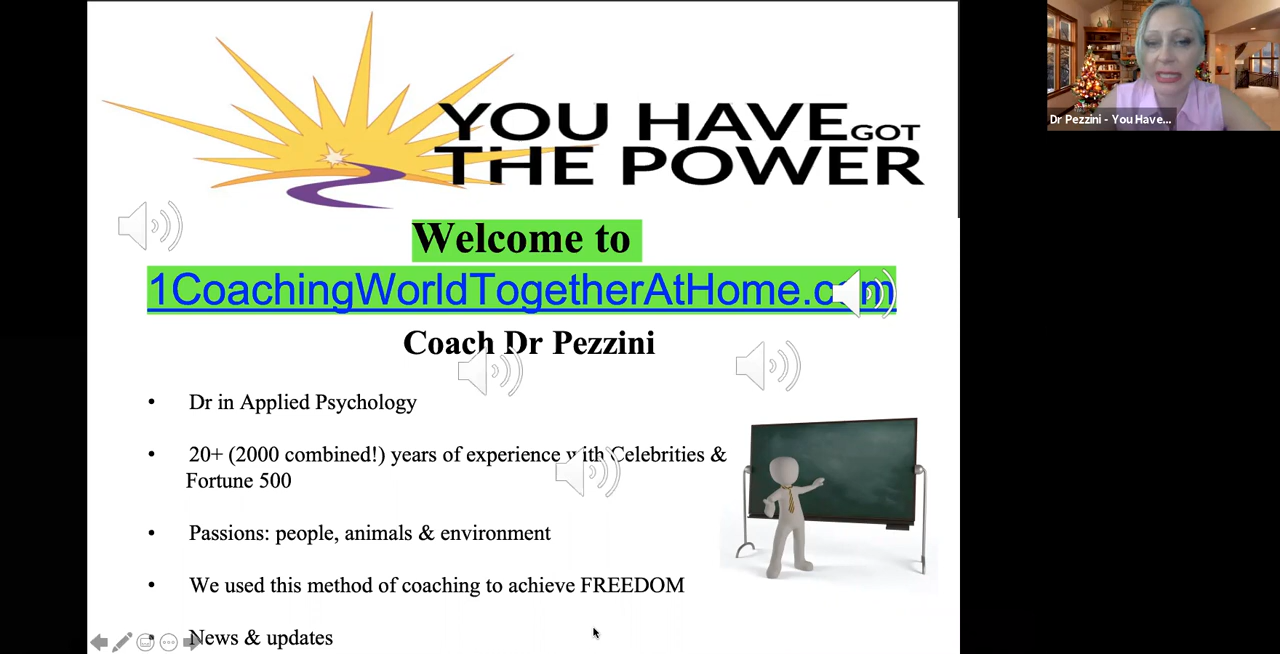 YOU HAVE GOT
THE POWER
Dr Pezzini - You Have...
Welcome to
1CoachingWorldTogetherAtHome.com
Coach Dr Pezzini
• Dr in Applied Psychology
• 20+ (2000 combined!) years of experience with Celebrities &
Fortune 500
• Passions: people, animals & environment
• We used this method of coaching to achieve FREEDOM
• News & updates